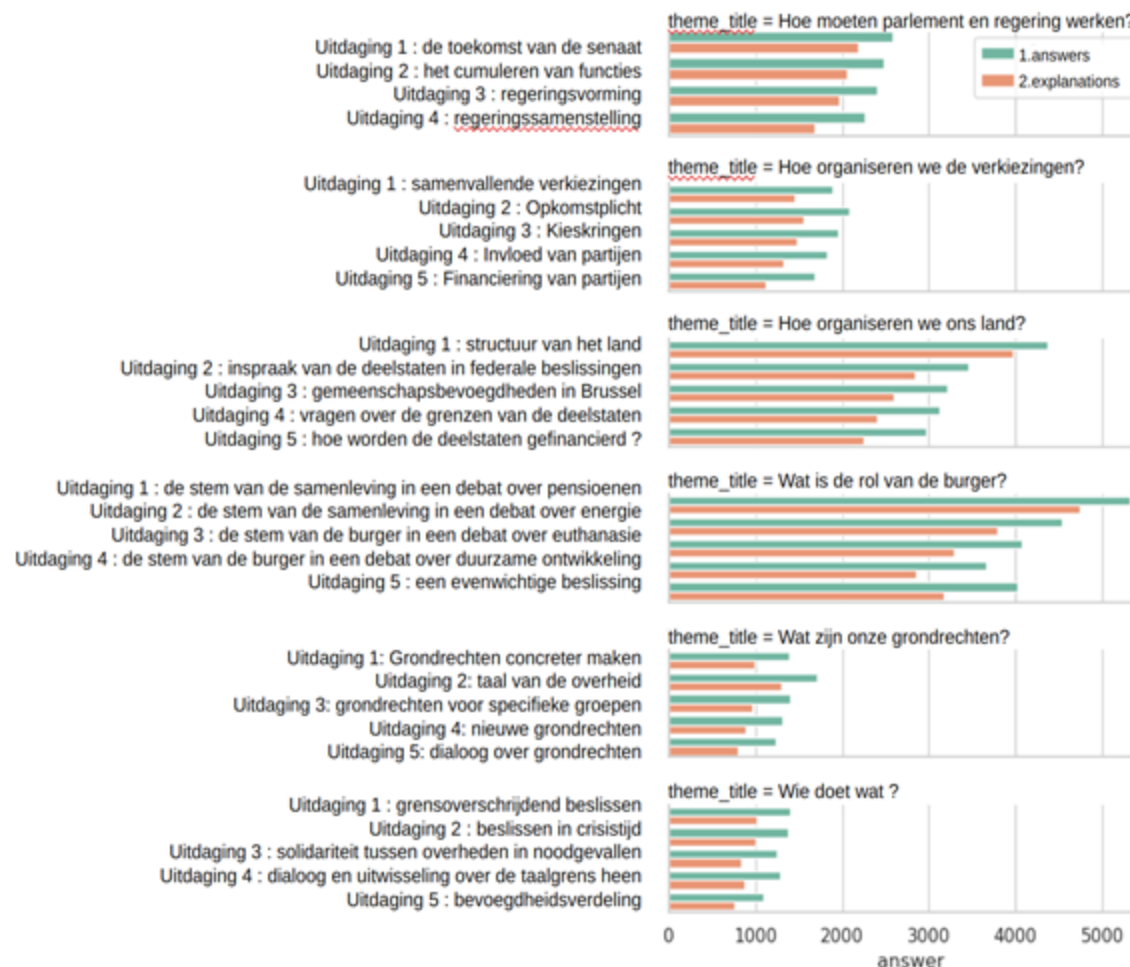 theme_title = Hoe moeten parlement en regering werken?
Uitdaging 1 : de toekomst van de senaat
Uitdaging 2 : het cumuleren van functies
Uitdaging 3 : regeringsvorming
Uitdaging 4 : regeringssamenstelling
1.answers
2.explanations
theme_title = Hoe organiseren we de verkiezingen?
Uitdaging 1 : samenvallende verkiezingen
Uitdaging 2 : Opkomstplicht
Uitdaging 3 : Kieskringen
Uitdaging 4 : Invloed van partijen
Uitdaging 5 : Financiering van partijen
theme_title = Hoe organiseren we ons land?
Uitdaging 1 : structuur van het land
Uitdaging 2 : inspraak van de deelstaten in federale beslissingen
Uitdaging 3 : gemeenschapsbevoegdheden in Brussel
Uitdaging 4 : vragen over de grenzen van de deelstaten
Uitdaging 5 : hoe worden de deelstaten gefinancierd ?
theme_title = Wat is de rol van de burger?
Uitdaging 1 : de stem van de samenleving in een debat over pensioenen
Uitdaging 2 : de stem van de samenleving in een debat over energie
Uitdaging 3 : de stem van de burger in een debat over euthanasie
Uitdaging 4 : de stem van de burger in een debat over duurzame ontwikkeling
Uitdaging 5 : een evenwichtige beslissing
theme_title = Wat zijn onze grondrechten?
Uitdaging 1: Grondrechten concreter maken
Uitdaging 2: taal van de overheid
Uitdaging 3: grondrechten voor specifieke groepen
Uitdaging 4: nieuwe grondrechten
Uitdaging 5: dialoog over grondrechten
theme_title = Wie doet wat ?
Uitdaging 1 : grensoverschrijdend beslissen
Uitdaging 2 : beslissen in crisistijd
Uitdaging 3 : solidariteit tussen overheden in noodgevallen
Uitdaging 4 : dialoog en uitwisseling over de taalgrens heen
Uitdaging 5 : bevoegdheidsverdeling
0 1000 2000 3000 4000 5000
answer